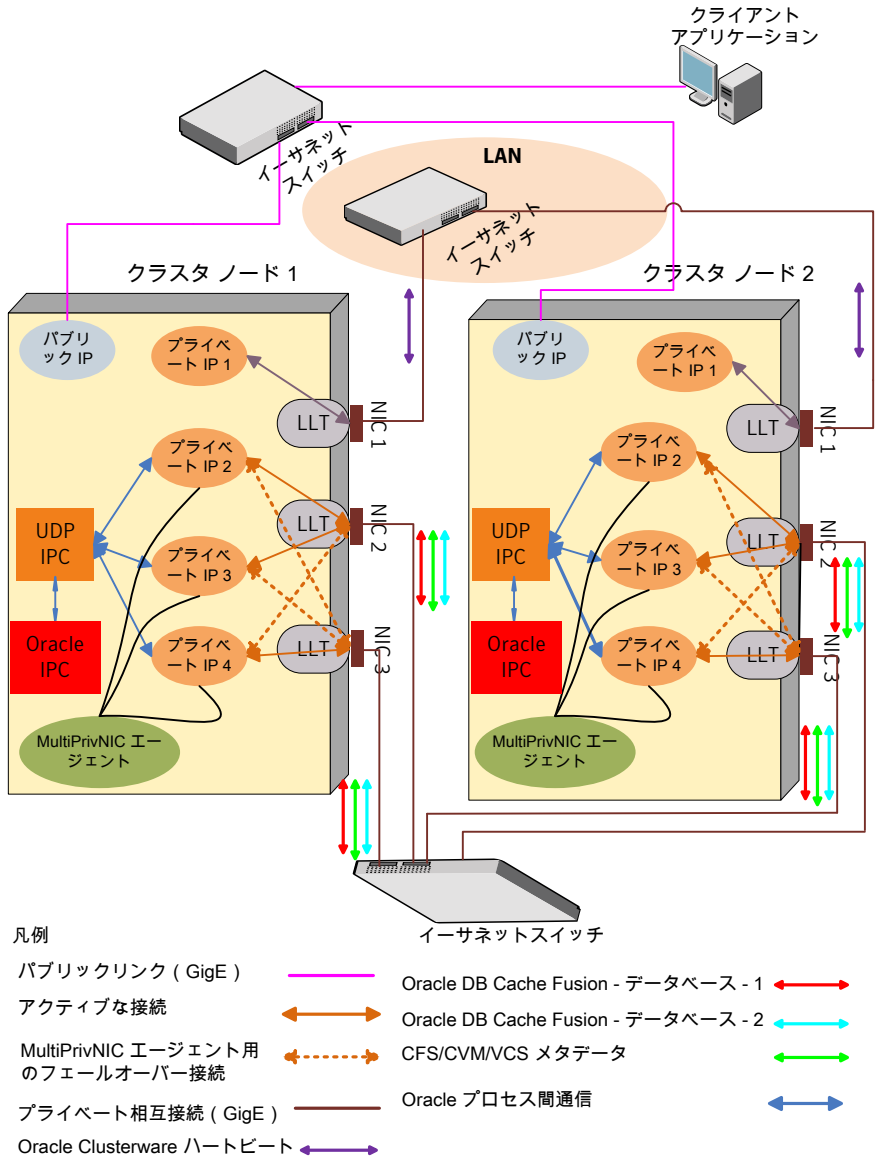 クライアント
アプリケーション
イーサネット
スイッチ
LAN
イーサネット
スイッチ
クラスタ ノード 1
クラスタ ノード 2
パブリ
ック IP
プライベ
ート IP 1
LLT
NIC 1
プライベ
ート IP 2
LLT
NIC 2
UDP
IPC
プライベ
ート IP 3
Oracle
IPC
プライベ
ート IP 4
LLT
NIC 3
MultiPrivNIC エー
ジェント
パブリ
ック IP
プライベ
ート IP 1
LLT
NIC 1
プライベ
ート IP 2
LLT
NIC 2
UDP
IPC
プライベ
ート IP 3
Oracle
IPC
プライベ
ート IP 4
LLT
NIC 3
MultiPrivNIC エー
ジェント
イーサネットスイッチ
凡例
パブリックリンク ( GigE )
アクティブな接続
MultiPrivNIC エージェント用
のフェールオーバー接続
プライベート相互接続 ( GigE )
Oracle Clusterware ハートビート
Oracle DB Cache Fusion - データベース - 1
Oracle DB Cache Fusion - データベース - 2
CFS/CVM/VCS メタデータ
Oracle プロセス間通信